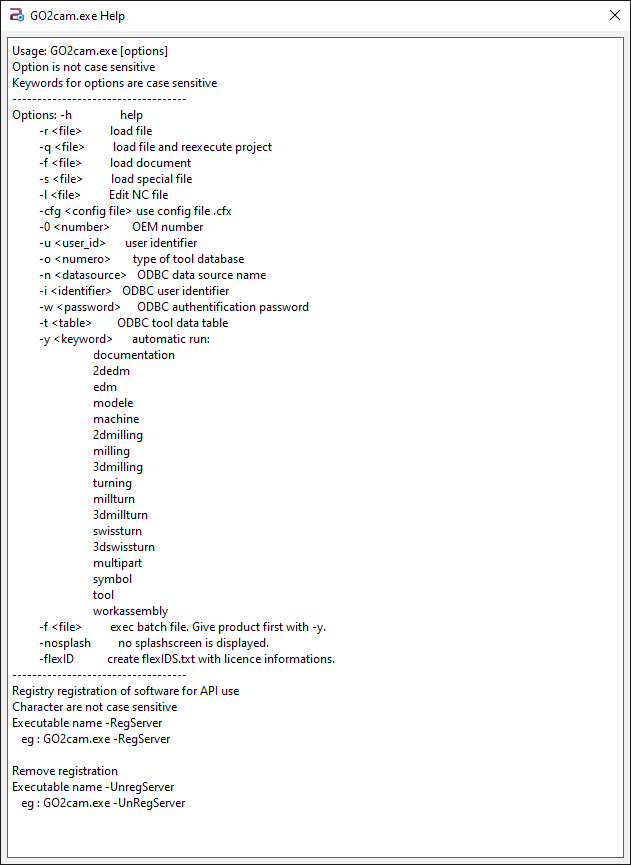 GO2cam.exe Help
Usage: GO2cam.exe [options]
Option is not case sensitive
Keywords for options are case sensitive
-----------------------------------
Options: -h help
-r <file> load file
-q <file> load file and reexecute project
-f <file> load document
-s <file> load special file
-l <file> Edit NC file
-cfg <config file> use config file .cfx
-0 <number> OEM number
-u <user_id> user identifier
-o <numero> type of tool database
-n <datasource> ODBC data source name
-i <identifier> ODBC user identifier
-w <password> ODBC authentification password
-t <table> ODBC tool data table
-y <keyword> automatic run:
documentation
2dedm
edm
modele
machine
2dmilling
milling
3dmilling
turning
millturn
3dmillturn
swissturn
3dswissturn
multipart
symbol
tool
workassembly
-f <file> exec batch file. Give product first with -y.
-nosplash no splashscreen is displayed.
-flexID create flexIDS.txt with licence informations.
-----------------------------------
Registry registration of software for API use
Character are not case sensitive
Executable name -RegServer
eg : GO2cam.exe -RegServer
Remove registration
Executable name -UnregServer
eg : GO2cam.exe -UnRegServer